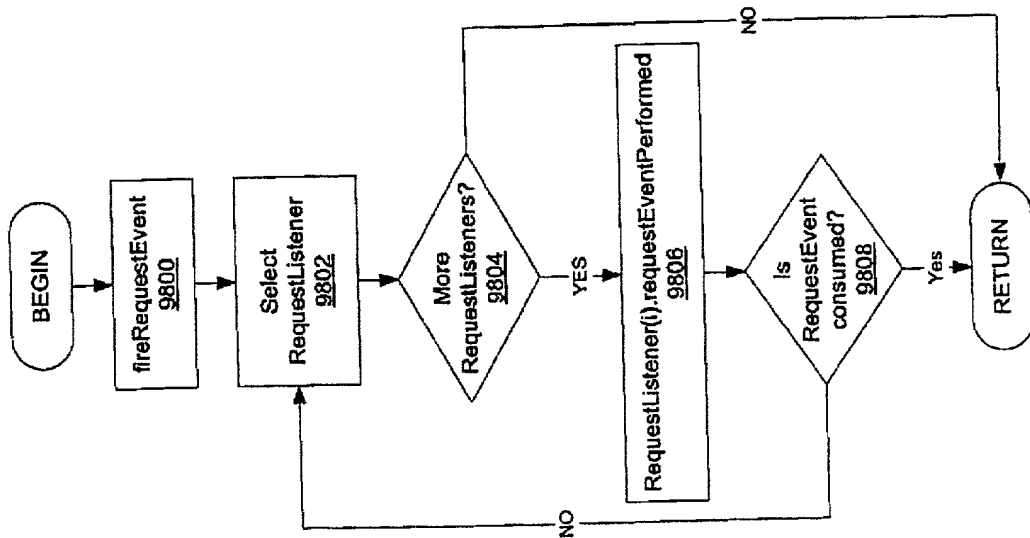 BEGIN
fireRequestEvent
9800
Select
RequestListener
9802
More
RequestListeners?
9804
NO
YES
RequestListener(i).requestEventPerformed
9806
Is
RequestEvent
consumed?
9808
NO
Yes
RETURN